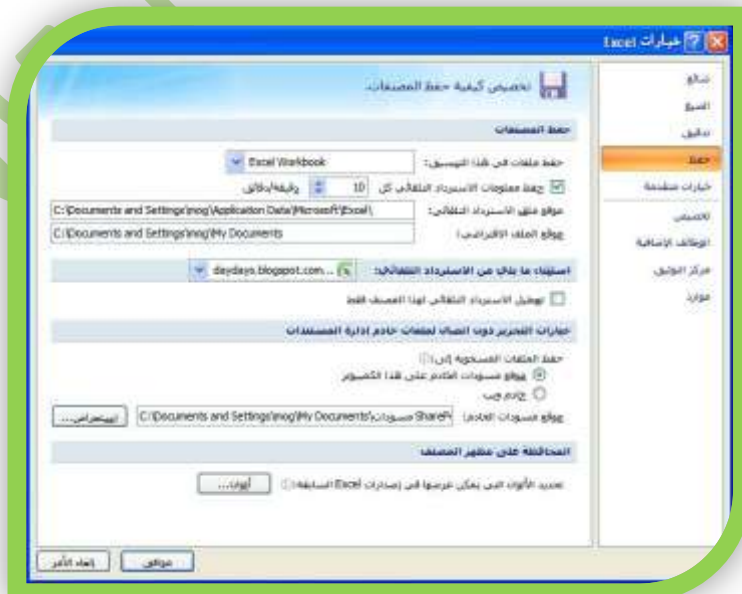 خيارات Excel
شائع
الصيغ
تدقيق
حفظ
خيارات متقدمة
تخصيص
الوظائف الإضافية
مركز التوثيق
موارد
تخصيص كيفية حفظ المصنفات.
حفظ المصنفات
حفظ ملفات في هذا التنسيق: Excel Workbook
حفظ معلومات الاسترداد التلقائي كل 10 دقيقة/دقائق
موقع ملف الاسترداد التلقائي: C:\Documents and Settings\mog\Application Data\Microsoft\Excel\
موقع الملف الافتراضي: C:\Documents and Settings\mog\My Documents
استثناء ما يلي من الاسترداد التلقائي: daydays.blogspot.com...
تعطيل الاسترداد التلقائي لهذا المصنف فقط
خيارات التحرير دون اتصال لملفات خادم إدارة المستندات
حفظ الملفات المسحوبة إلى:
موقع مسودات الخادم على هذا الكمبيوتر
خادم ويب
موقع مسودات الخادم: C:\Documents and Settings\mog\My Documents\مسودات ShareP استعراض...
المحافظة على مظهر المصنف
تحديد الألوان التي يمكن عرضها في إصدارات Excel السابقة: ألوان...
موافق
إلغاء الأمر